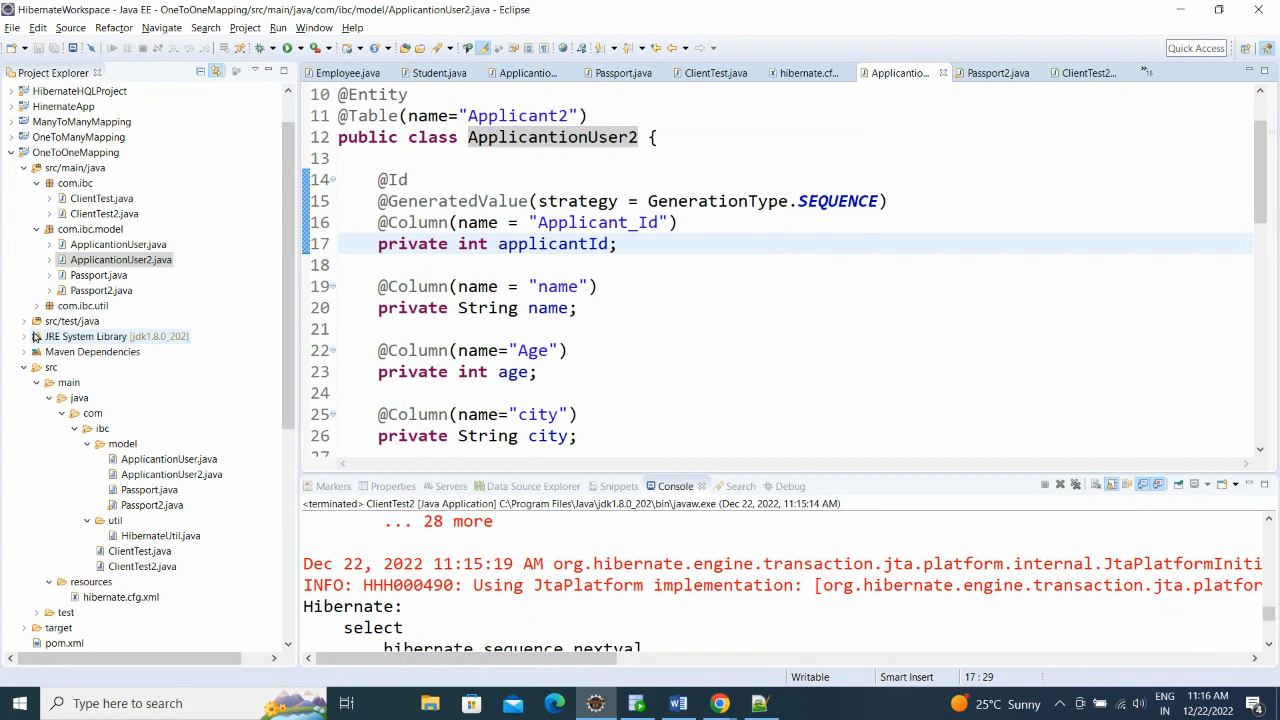 HibernateWorkspace - Java EE - OneToOneMapping/src/main/java/com/ibc/model/ApplicantionUser2.java - Eclipse
File Edit Source Refactor Navigate Search Project Run Window Help
Quick Access
Project Explorer
Employee.java Student.java Applicantio... Passport.java ClientTest.java hibernate.cf... Applicantio... Passport2.java ClientTest2... »15
HibernateHQLProject
HinernateApp
ManyToManyMapping
OneToManyMapping
OneToOneMapping
src/main/java
com.ibc
ClientTest.java
ClientTest2.java
com.ibc.model
ApplicantionUser.java
ApplicantionUser2.java
Passport.java
Passport2.java
com.ibc.util
src/test/java
JRE System Library [jdk1.8.0_202]
Maven Dependencies
src
main
java
com
ibc
model
ApplicantionUser.java
ApplicantionUser2.java
Passport.java
Passport2.java
util
HibernateUtil.java
ClientTest.java
ClientTest2.java
resources
hibernate.cfg.xml
test
target
pom.xml
10 @Entity
11 @Table(name="Applicant2")
12 public class ApplicantionUser2 {
13
14 @Id
15 @GeneratedValue(strategy = GenerationType.SEQUENCE)
16 @Column(name = "Applicant_Id")
17 private int applicantId;
18
19 @Column(name = "name")
20 private String name;
21
22 @Column(name="Age")
23 private int age;
24
25 @Column(name="city")
26 private String city;
27
Markers Properties Servers Data Source Explorer Snippets Console Search Debug
<terminated> ClientTest2 [Java Application] C:\Program Files\Java\jdk1.8.0_202\bin\javaw.exe (Dec 22, 2022, 11:15:14 AM)
... 28 more
Dec 22, 2022 11:15:19 AM org.hibernate.engine.transaction.jta.platform.internal.JtaPlatformIniti
INFO: HHH000490: Using JtaPlatform implementation: [org.hibernate.engine.transaction.jta.platfor
Hibernate:
select
hibernate_sequence.nextval
Writable Smart Insert 17 : 29
Type here to search
25°C Sunny
ENG
IN
11:16 AM
12/22/2022
4